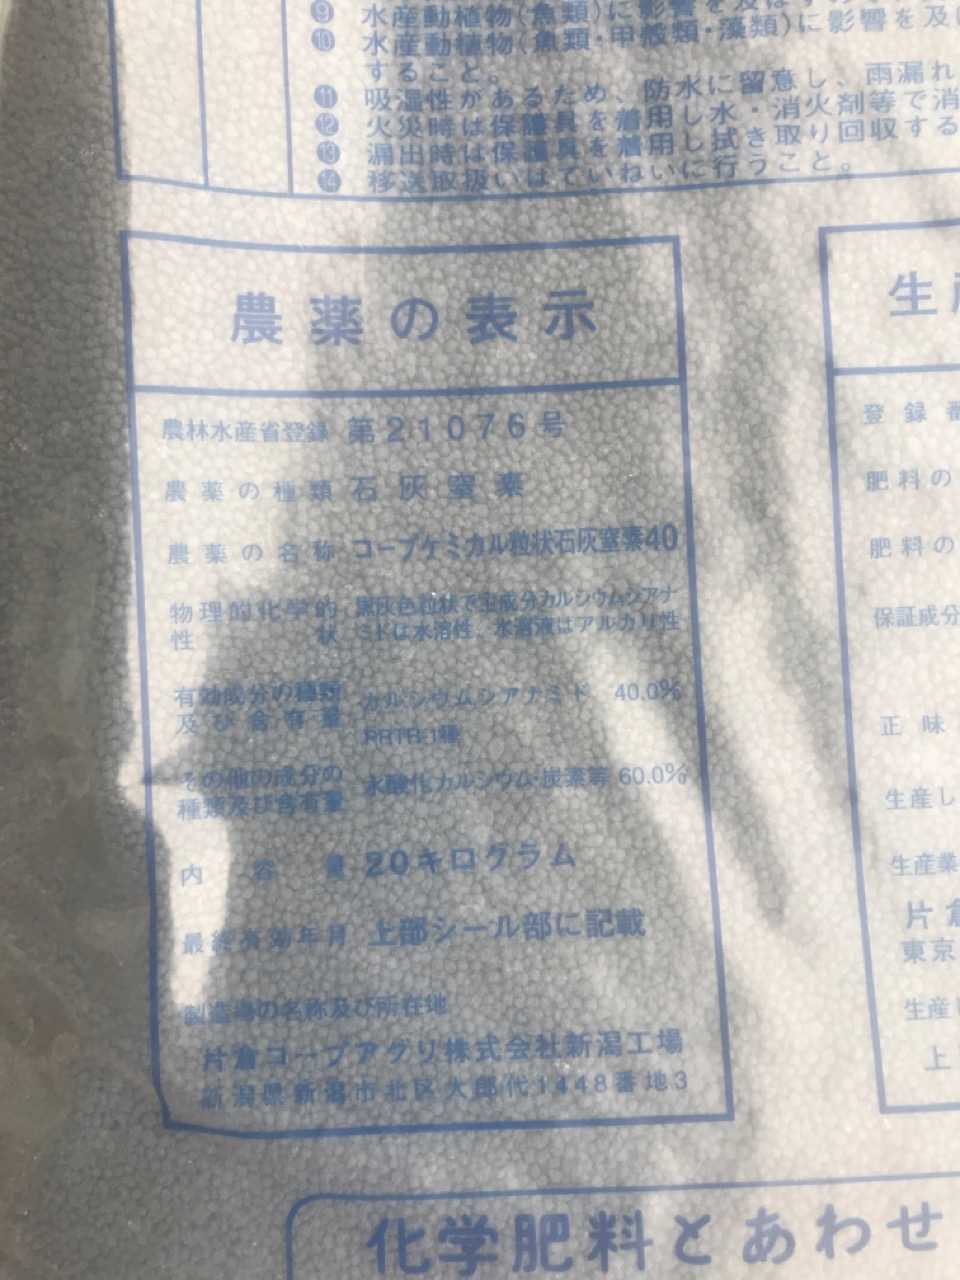 ⑨ 水産動植物(魚類)に影響を及ぼす
⑩ 水産動植物(魚類・甲殻類・藻類)に影響を及
すること。
⑪ 吸湿性があるため、防水に留意し、雨漏れ
⑫ 火災時は保護具を着用し水・消火剤等で消
⑬ 漏出時は保護具を着用し拭き取り回収する
⑭ 移送取扱いはていねいに行うこと。
農薬の表示
農林水産省登録 第21076号
農薬の種類 石灰窒素
農薬の名称 コープケミカル粒状石灰窒素40
物理的化学的 黒灰色粒状で主成分カルシウムシアナ
性状 ミドは水溶性、水溶液はアルカリ性
有効成分の種類 カルシウムシアナミド 40.0%
及び含有量 PRTR・1種
その他の成分の 水酸化カルシウム・炭素等 60.0%
種類及び含有量
内容量 20キログラム
最終有効年月 上部シール部に記載
製造場の名称及び所在地
片倉コープアグリ株式会社新潟工場
新潟県新潟市北区太郎代1448番地3
生産
登録番
肥料の
肥料の
保証成分
正味
生産し
生産業
片倉
東京
生産
上
化学肥料とあわせ